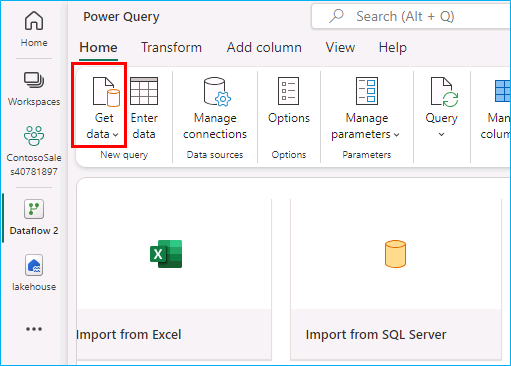 Power Query
Search (Alt + Q)
Home
Home Transform Add column View Help
Workspaces
ContosoSale
s40781897
Dataflow 2
lakehouse
Get
data
Enter
data
New query
Manage
connections
Data sources
Options
Options
Manage
parameters
Parameters
Query
Man
colum
Import from Excel
Import from SQL Server